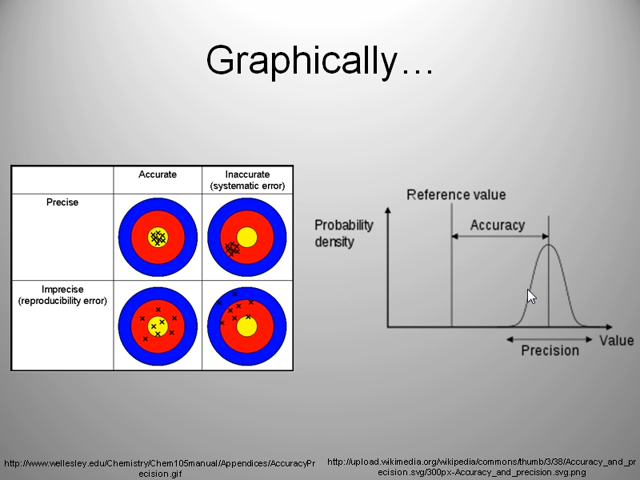 Graphically…
Accurate
Inaccurate
(systematic error)
Precise
Imprecise
(reproducibility error)
Reference value
Probability
density
Accuracy
Value
Precision
http://www.wellesley.edu/Chemistry/Chem105manual/Appendices/AccuracyPr
ecision.gif
http://upload.wikimedia.org/wikipedia/commons/thumb/3/38/Accuracy_and_pr
ecision.svg/300px-Accuracy_and_precision.svg.png